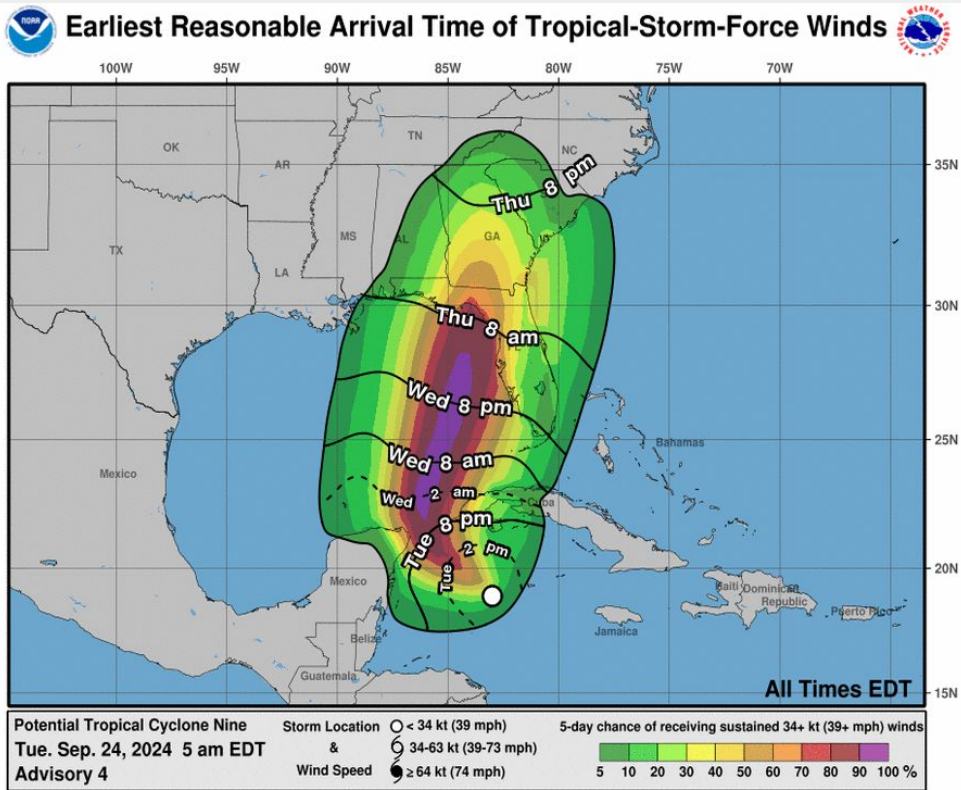 NOAA
Earliest Reasonable Arrival Time of Tropical-Storm-Force Winds
NATIONAL WEATHER SERVICE
100W 95W 90W 85W 80W 75W 70W
TN
OK
AR
NC
35N
Thu 8 pm
MS
AL
GA
TX
LA
30N
Thu 8 am
FL
Wed 8 pm
25N
Bahamas
Wed 8 am
Mexico
Wed 2 am
Cuba
Tue 8 pm
Tue 2 pm
20N
Mexico
Haiti
Dominican
Republic
Puerto Rico
Jamaica
Belize
Guatemala
All Times EDT
15N
Potential Tropical Cyclone Nine
Tue. Sep. 24, 2024 5 am EDT
Advisory 4
Storm Location
&
Wind Speed
< 34 kt (39 mph)
34-63 kt (39-73 mph)
≥ 64 kt (74 mph)
5-day chance of receiving sustained 34+ kt (39+ mph) winds
5 10 20 30 40 50 60 70 80 90 100 %